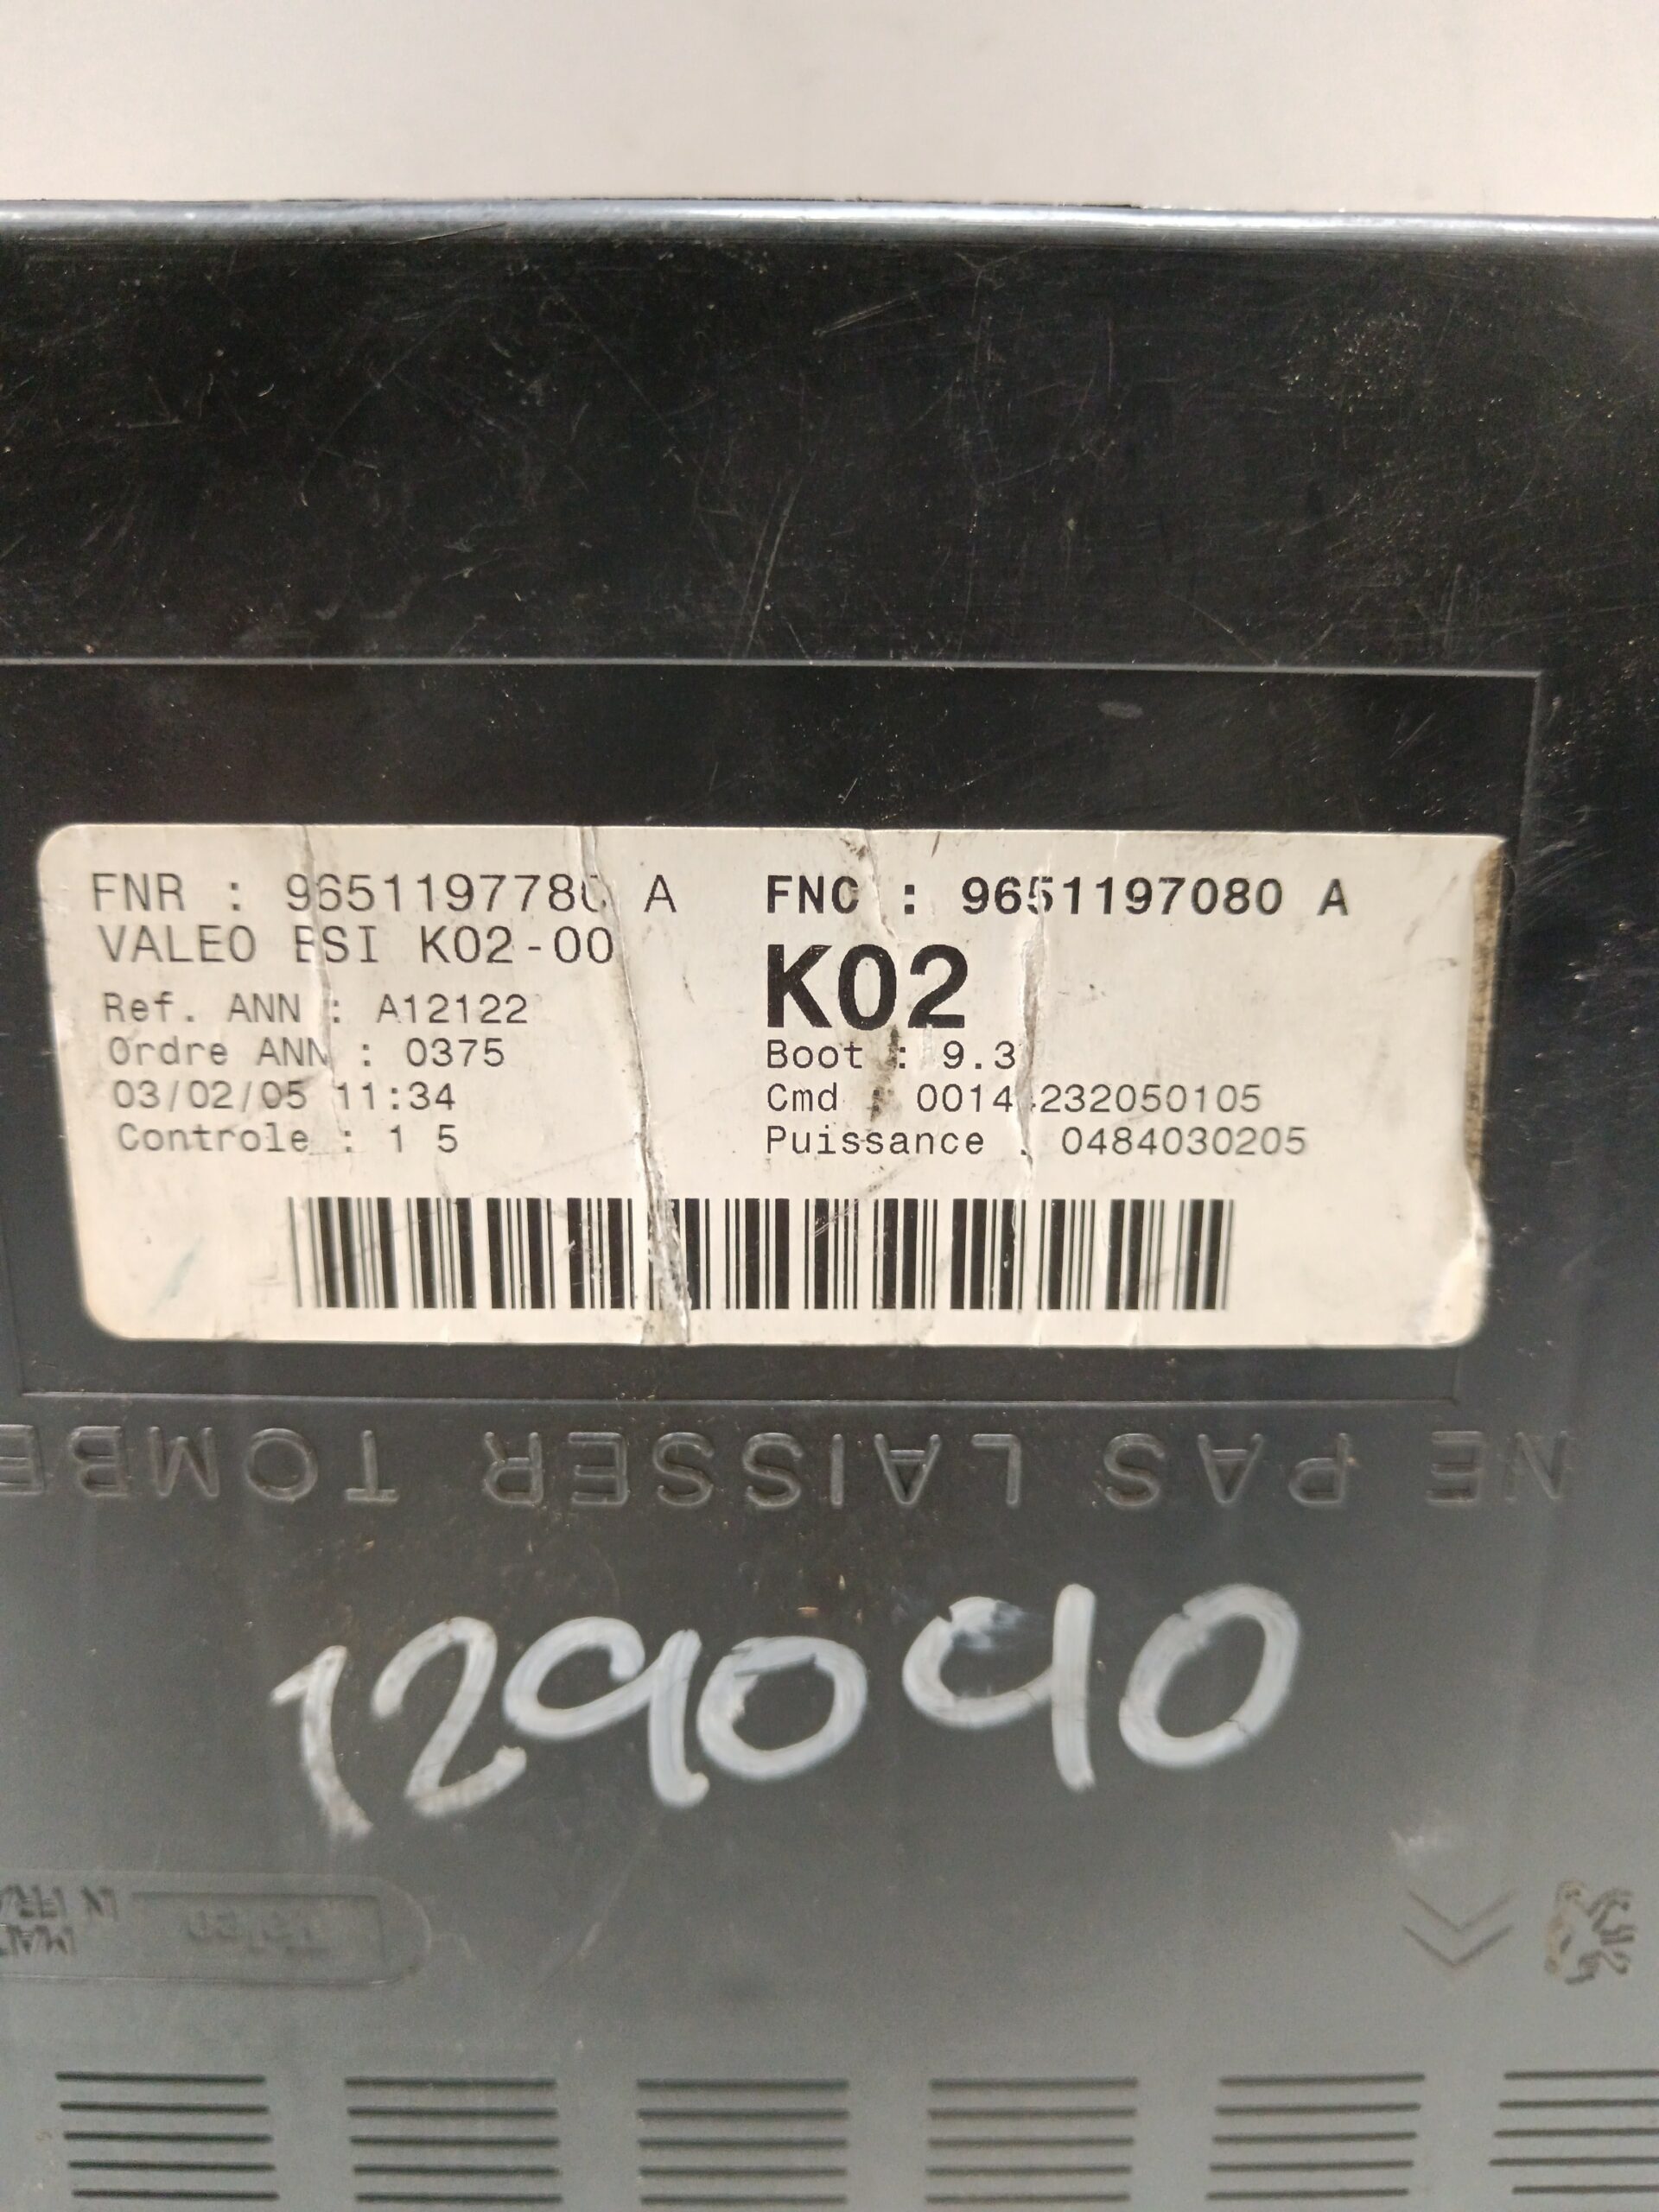 FNR : 9651197780 A
FNC : 9651197080 A
VALEO BSI K02-00
K02
Ref. ANN : A12122
Ordre ANN : 0375
Boot : 9.3
03/02/05 11:34
Cmd : 0014232050105
Controle : 1 5
Puissance : 0484030205
NE PAS LAISSER TOMBE
129090